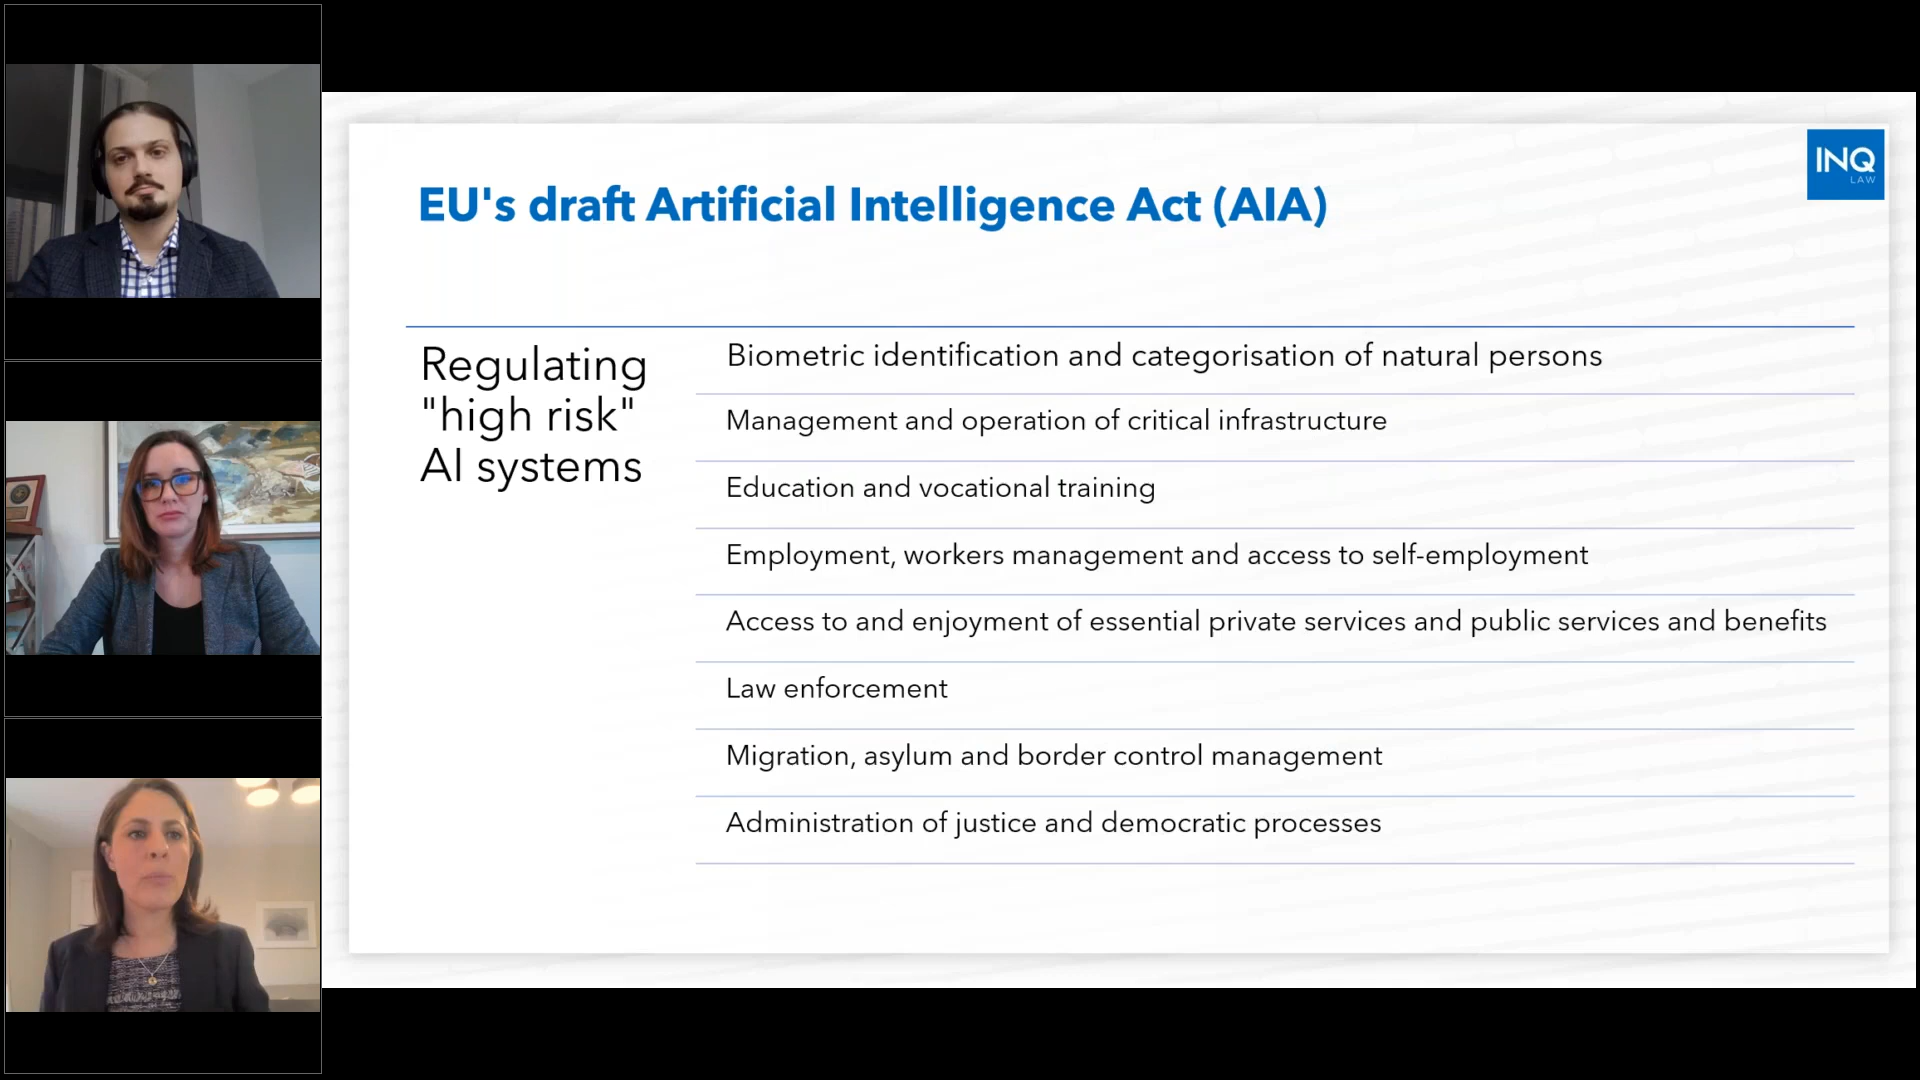 INQ
LAW
EU's draft Artificial Intelligence Act (AIA)
Regulating
"high risk"
AI systems
Biometric identification and categorisation of natural persons
Management and operation of critical infrastructure
Education and vocational training
Employment, workers management and access to self-employment
Access to and enjoyment of essential private services and public services and benefits
Law enforcement
Migration, asylum and border control management
Administration of justice and democratic processes